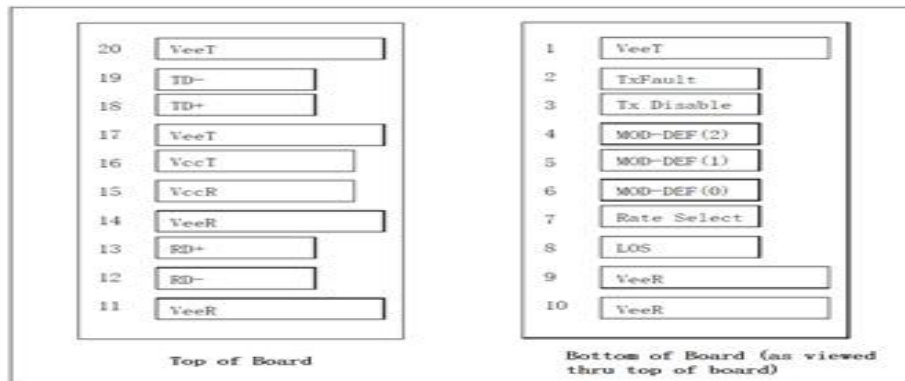 20 VeeT
19 TD-
18 TD+
17 VeeT
16 VccT
15 VccR
14 VeeR
13 RD+
12 RD-
11 VeeR
Top of Board
1 VeeT
2 TxFault
3 Tx Disable
4 MOD-DEF(2)
5 MOD-DEF(1)
6 MOD-DEF(0)
7 Rate Select
8 LOS
9 VeeR
10 VeeR
Bottom of Board (as viewed
thru top of board)